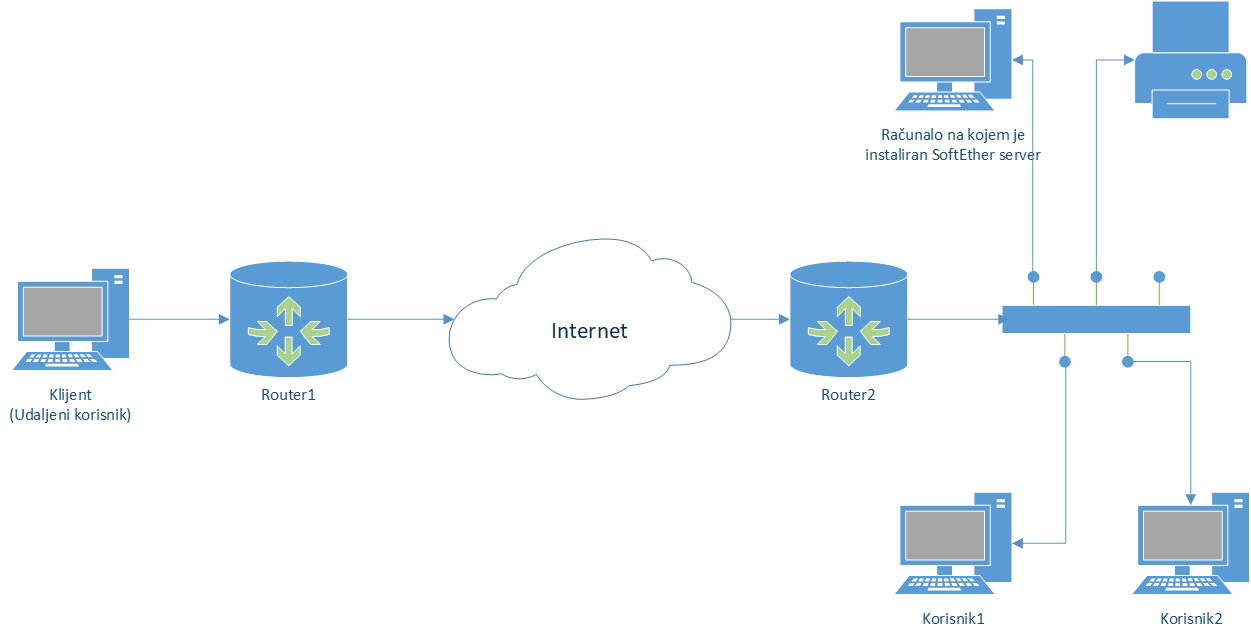 Računalo na kojem je
instaliran SoftEther server
Internet
Klijent
(Udaljeni korisnik)
Router1
Router2
Korisnik1
Korisnik2